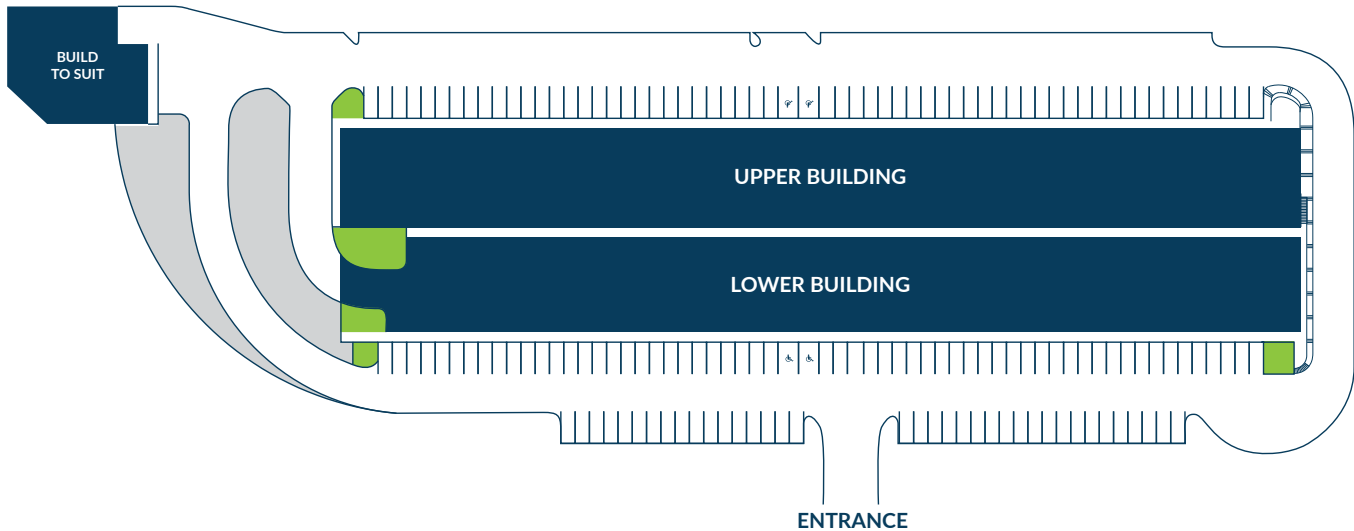 BUILD
TO SUIT
UPPER BUILDING
LOWER BUILDING
ENTRANCE